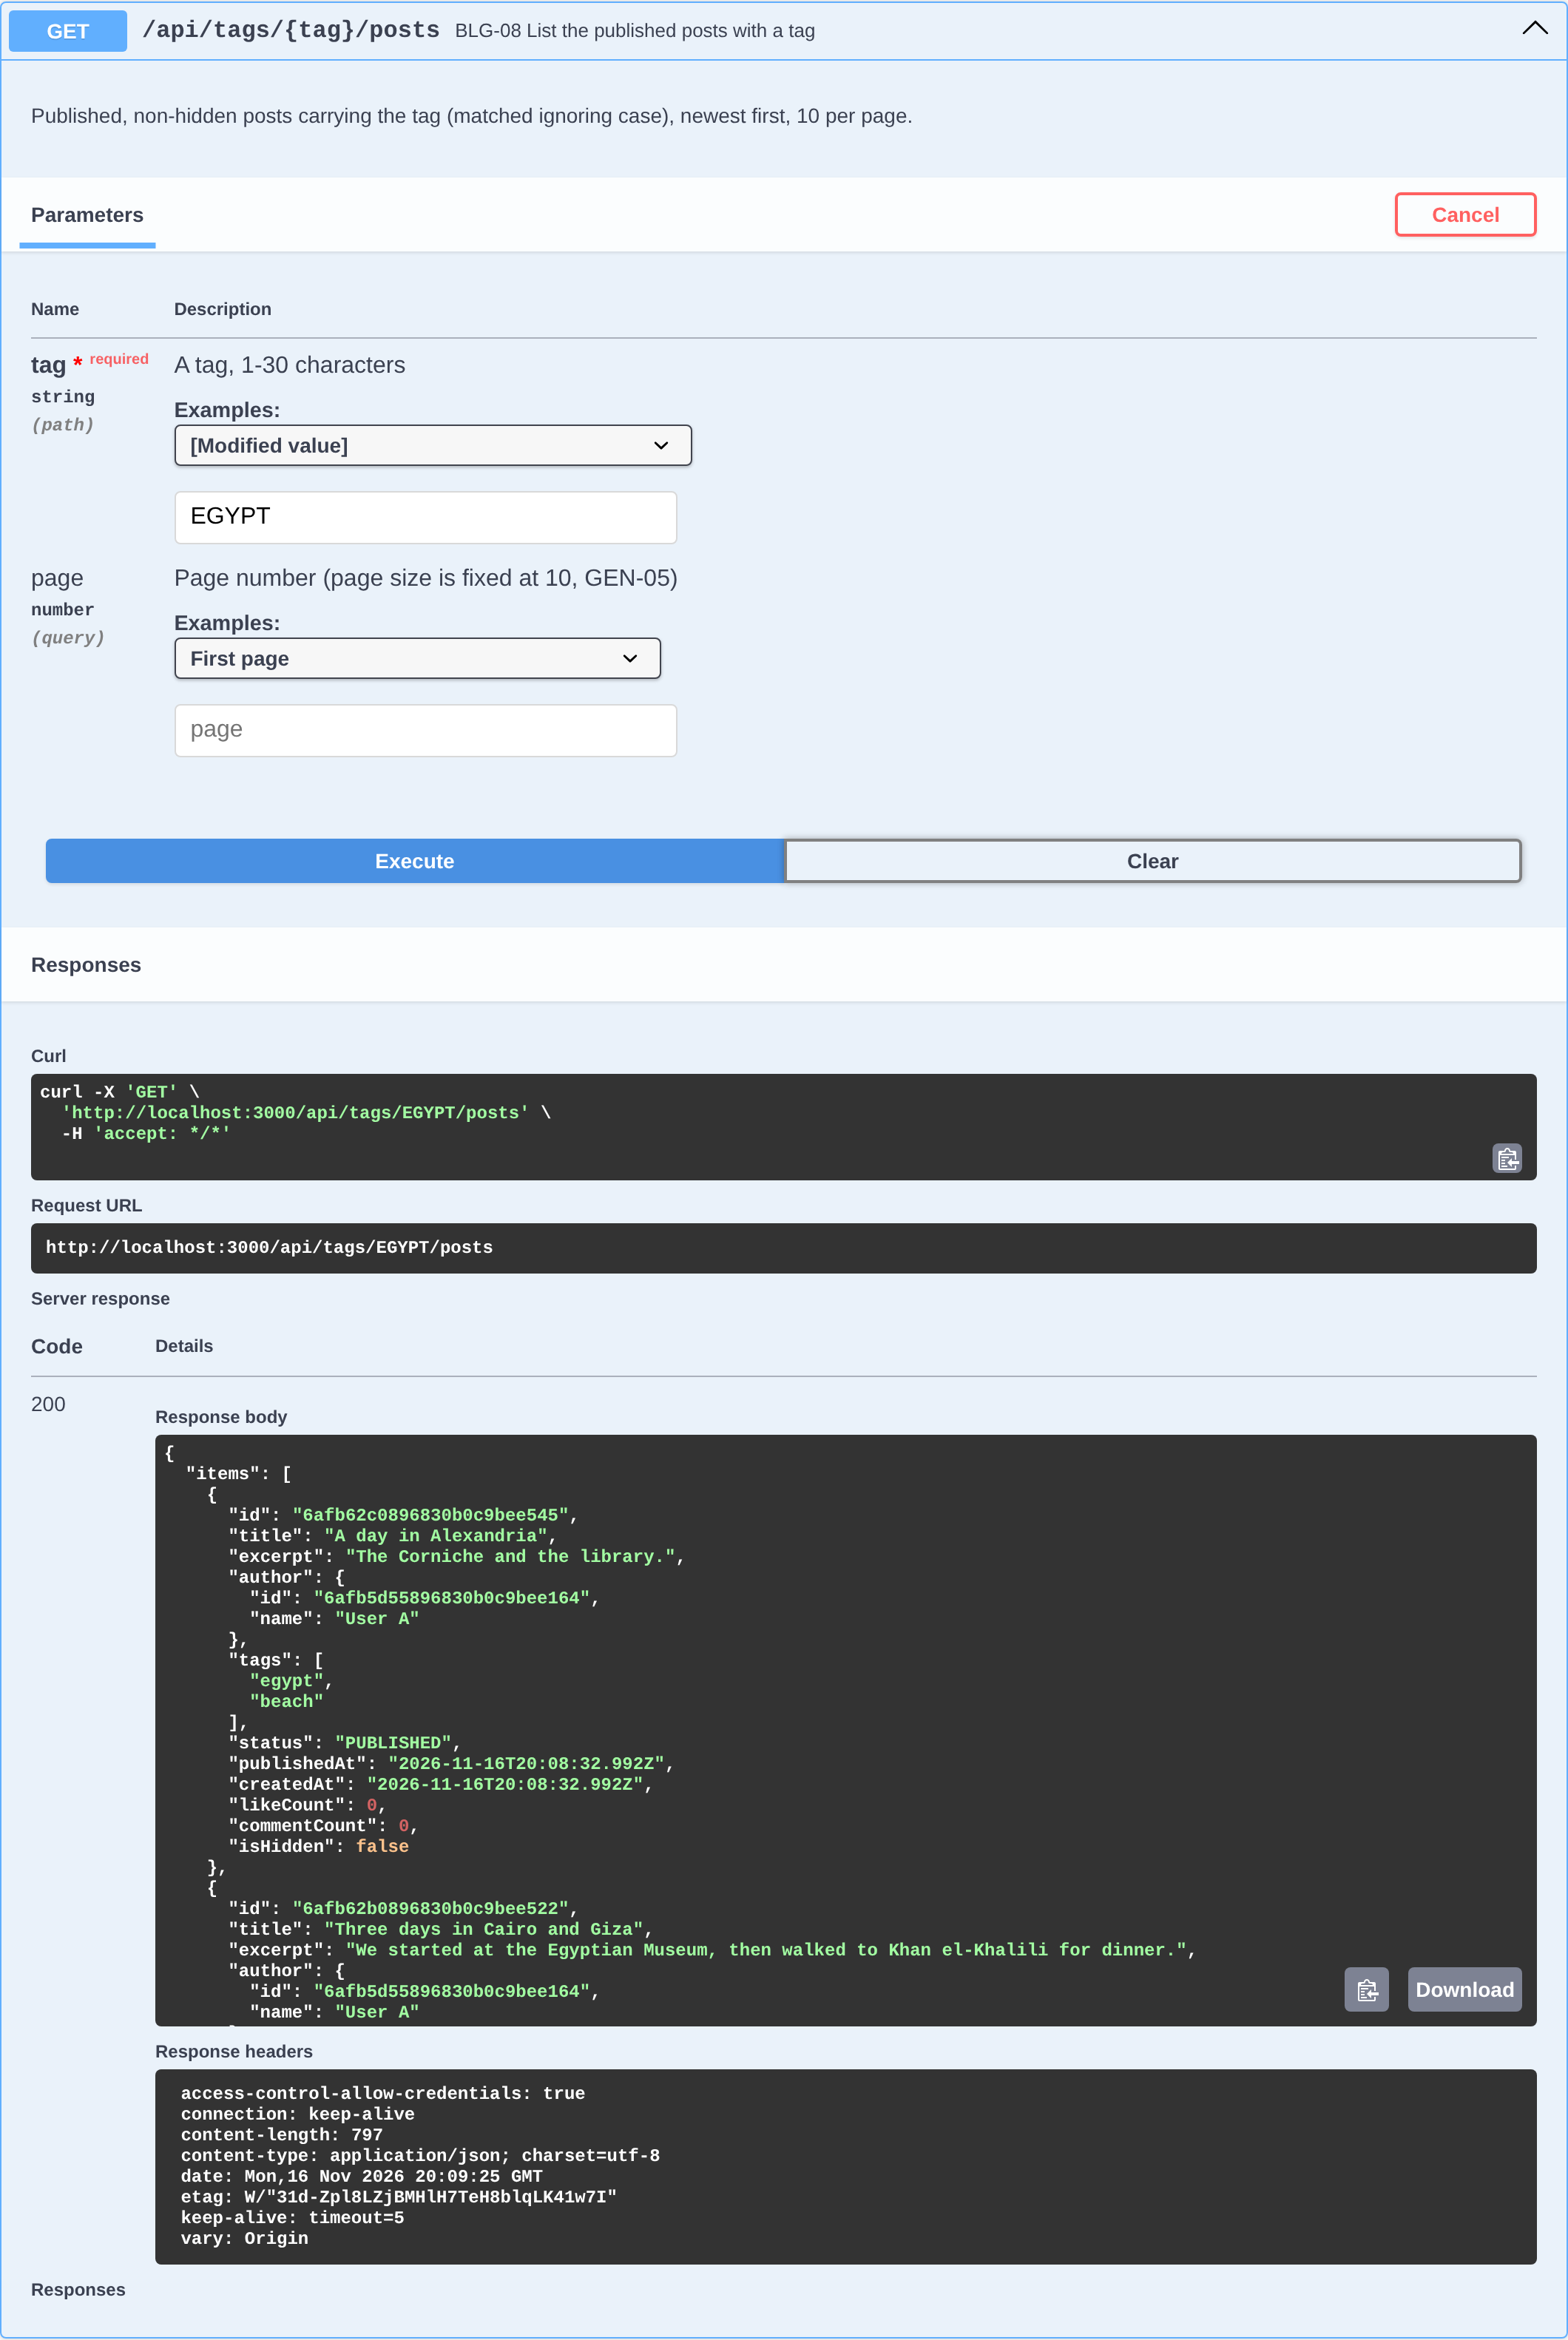 GET /api/tags/{tag}/posts BLG-08 List the published posts with a tag
Published, non-hidden posts carrying the tag (matched ignoring case), newest first, 10 per page.
Parameters
Cancel
Name Description
tag * required
string
(path)
A tag, 1-30 characters
Examples:
[Modified value]
EGYPT
page
number
(query)
Page number (page size is fixed at 10, GEN-05)
Examples:
First page
page
Execute
Clear
Responses
Curl
curl -X 'GET' \
  'http://localhost:3000/api/tags/EGYPT/posts' \
  -H 'accept: */*'
Request URL
http://localhost:3000/api/tags/EGYPT/posts
Server response
Code Details
200
Response body
{
  "items": [
    {
      "id": "6afb62c0896830b0c9bee545",
      "title": "A day in Alexandria",
      "excerpt": "The Corniche and the library.",
      "author": {
        "id": "6afb5d55896830b0c9bee164",
        "name": "User A"
      },
      "tags": [
        "egypt",
        "beach"
      ],
      "status": "PUBLISHED",
      "publishedAt": "2026-11-16T20:08:32.992Z",
      "createdAt": "2026-11-16T20:08:32.992Z",
      "likeCount": 0,
      "commentCount": 0,
      "isHidden": false
    },
    {
      "id": "6afb62b0896830b0c9bee522",
      "title": "Three days in Cairo and Giza",
      "excerpt": "We started at the Egyptian Museum, then walked to Khan el-Khalili for dinner.",
      "author": {
        "id": "6afb5d55896830b0c9bee164",
        "name": "User A"
Download
Response headers
access-control-allow-credentials: true
connection: keep-alive
content-length: 797
content-type: application/json; charset=utf-8
date: Mon,16 Nov 2026 20:09:25 GMT
etag: W/"31d-Zpl8LZjBMHlH7TeH8blqLK41w7I"
keep-alive: timeout=5
vary: Origin
Responses